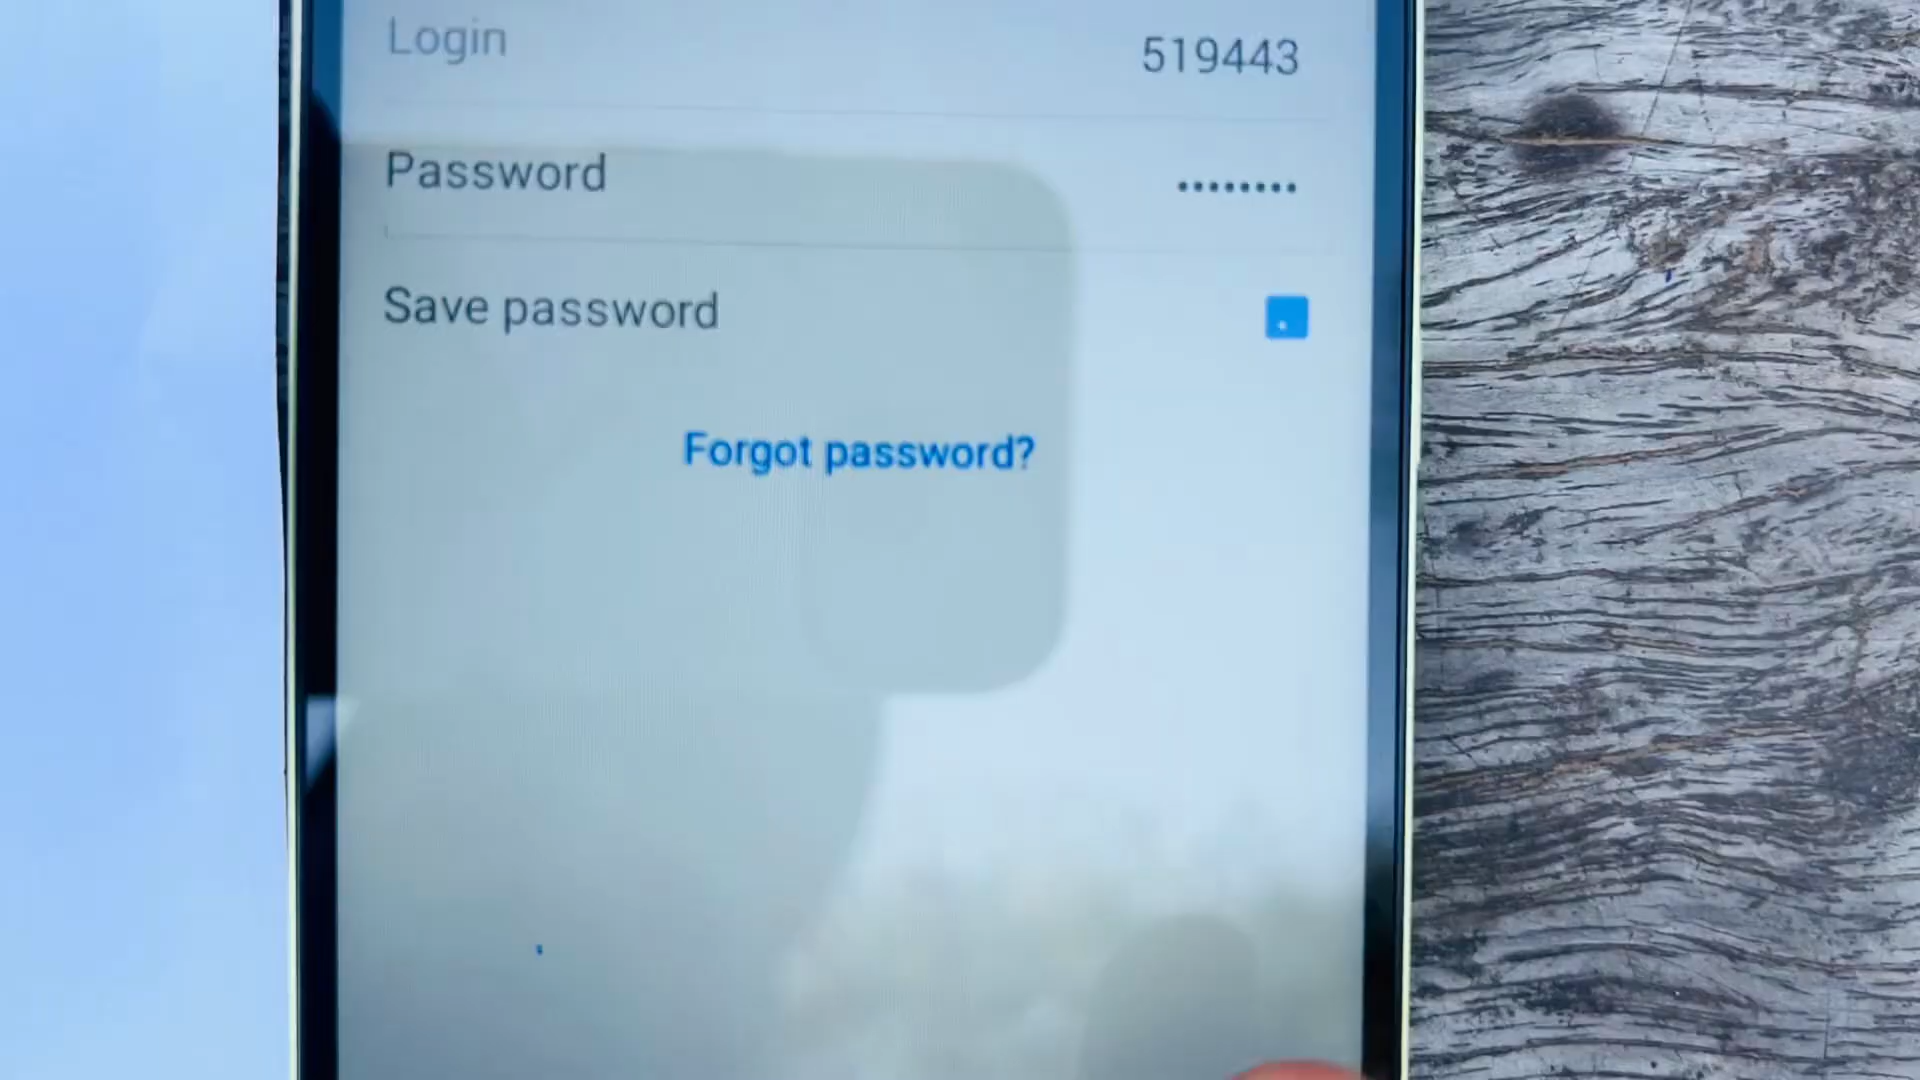 Login 519443
Password ••••••••
Save password
Forgot password?